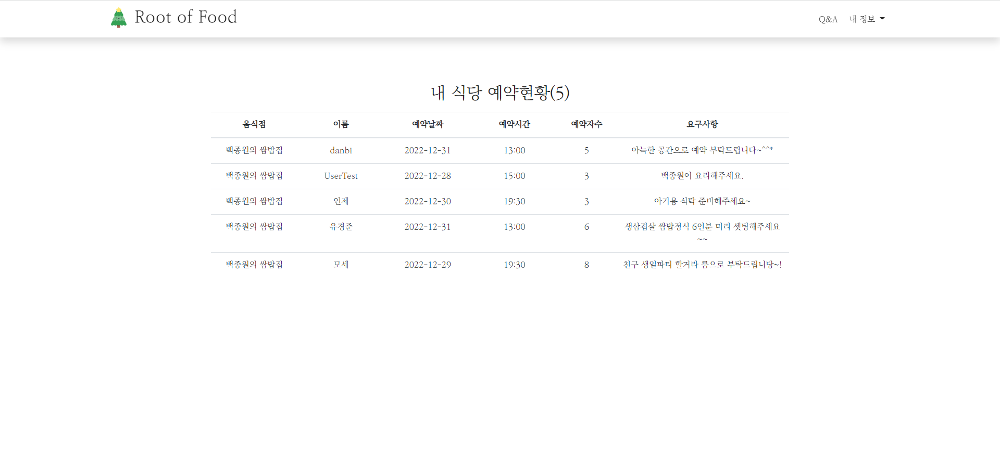 Root of Food
Q&A 내 정보
내 식당 예약현황(5)
음식점 이름 예약날짜 예약시간 예약자수 요구사항
백종원의 쌈밥집 danbi 2022-12-31 13:00 5 아늑한 공간으로 예약 부탁드립니다~^^*
백종원의 쌈밥집 UserTest 2022-12-28 15:00 3 백종원이 요리해주세요.
백종원의 쌈밥집 인제 2022-12-30 19:30 3 아기용 식탁 준비해주세요~
백종원의 쌈밥집 유경준 2022-12-31 13:00 6 생삼겹살 쌈밥정식 6인분 미리 셋팅해주세요
~~
백종원의 쌈밥집 모세 2022-12-29 19:30 8 친구 생일파티 할거라 룸으로 부탁드립니당~!